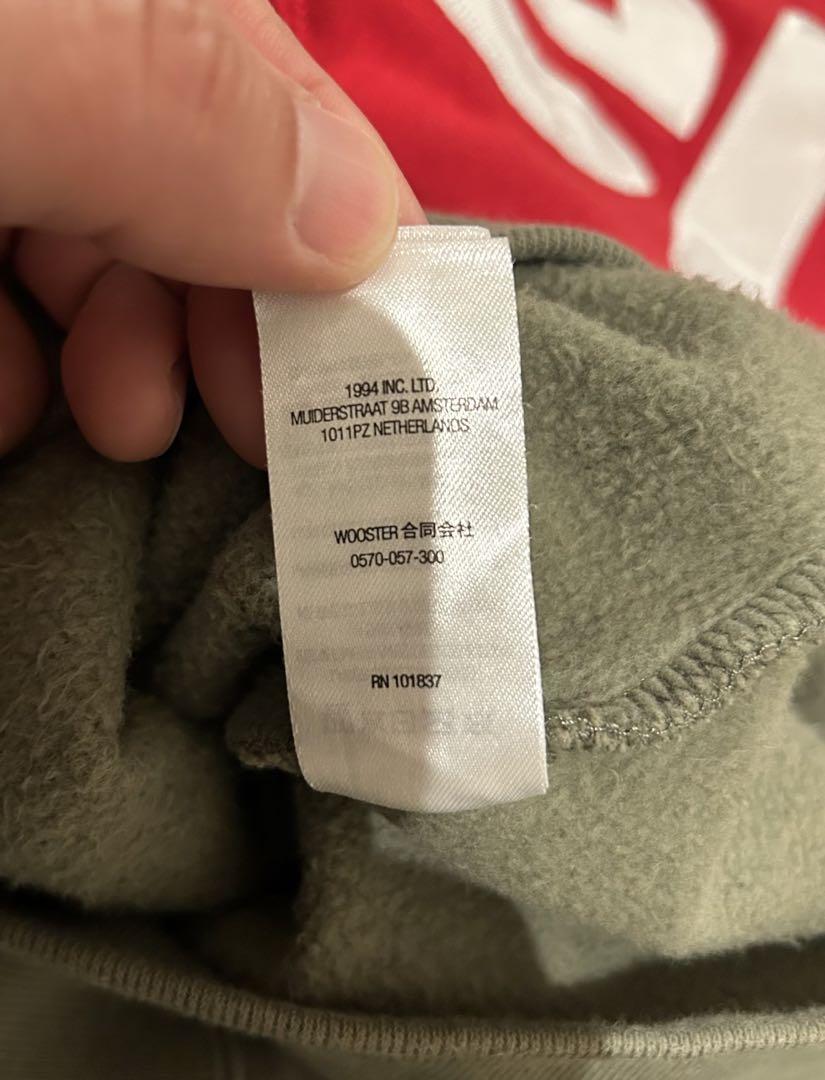 1994 INC. LTD.
MUIDERSTRAAT 9B AMSTERDAM
1011PZ NETHERLANDS
WOOSTER 合同会社
0570-057-300
RN 101837